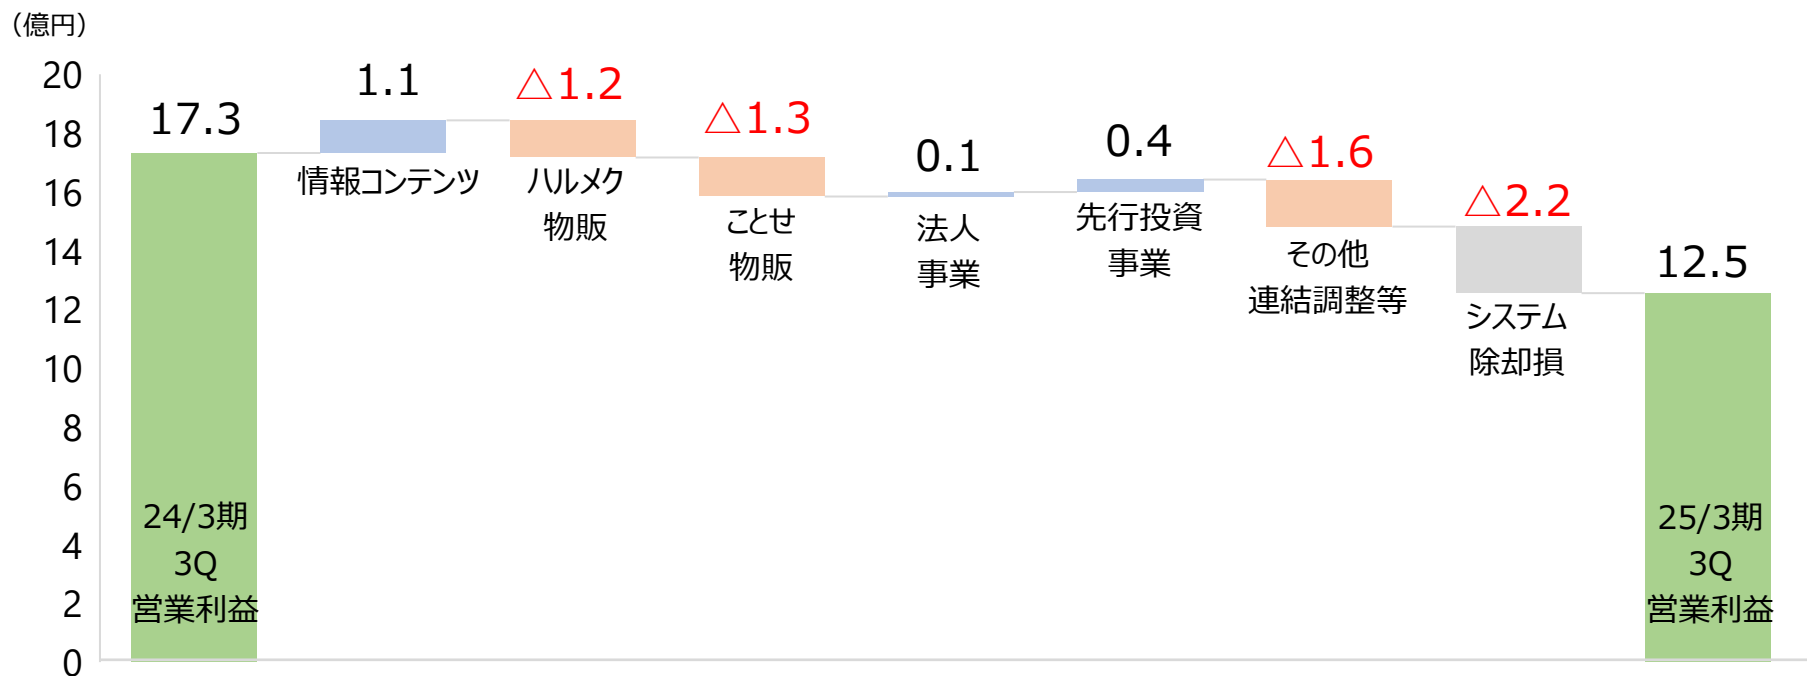 （億円）
20
18
16
14
12
10
8
6
4
2
0
17.3
24/3期
3Q
営業利益
1.1
情報コンテンツ
△1.2
ハルメク
物販
△1.3
ことせ
物販
0.1
法人
事業
0.4
先行投資
事業
△1.6
その他
連結調整等
△2.2
システム
除却損
12.5
25/3期
3Q
営業利益